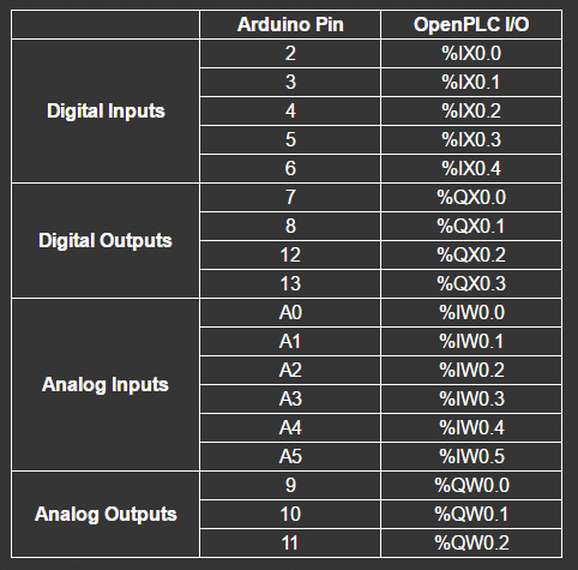 Arduino Pin OpenPLC I/O
Digital Inputs
2 %IX0.0
3 %IX0.1
4 %IX0.2
5 %IX0.3
6 %IX0.4
Digital Outputs
7 %QX0.0
8 %QX0.1
12 %QX0.2
13 %QX0.3
Analog Inputs
A0 %IW0.0
A1 %IW0.1
A2 %IW0.2
A3 %IW0.3
A4 %IW0.4
A5 %IW0.5
Analog Outputs
9 %QW0.0
10 %QW0.1
11 %QW0.2